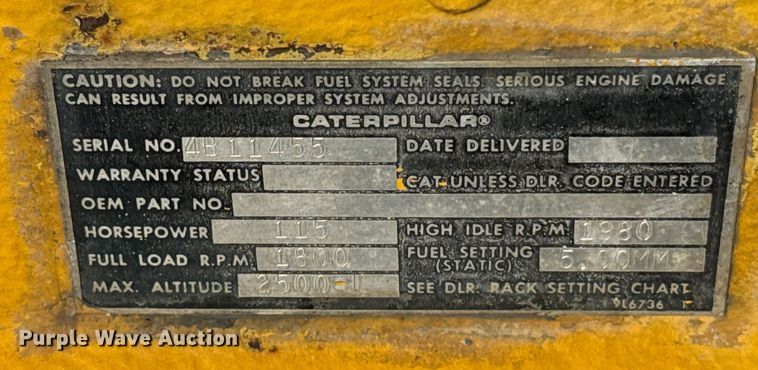 CAUTION: DO NOT BREAK FUEL SYSTEM SEALS. SERIOUS ENGINE DAMAGE
CAN RESULT FROM IMPROPER SYSTEM ADJUSTMENTS.
CATERPILLAR®
SERIAL NO. 4B11455 DATE DELIVERED
WARRANTY STATUS CAT UNLESS DLR. CODE ENTERED
OEM PART NO.
HORSEPOWER 115 HIGH IDLE R.P.M. 1980
FULL LOAD R.P.M. 1800 FUEL SETTING (STATIC) 5.00MM
MAX. ALTITUDE 2500 SEE DLR. RACK SETTING CHART
9L6736
Purple Wave Auction